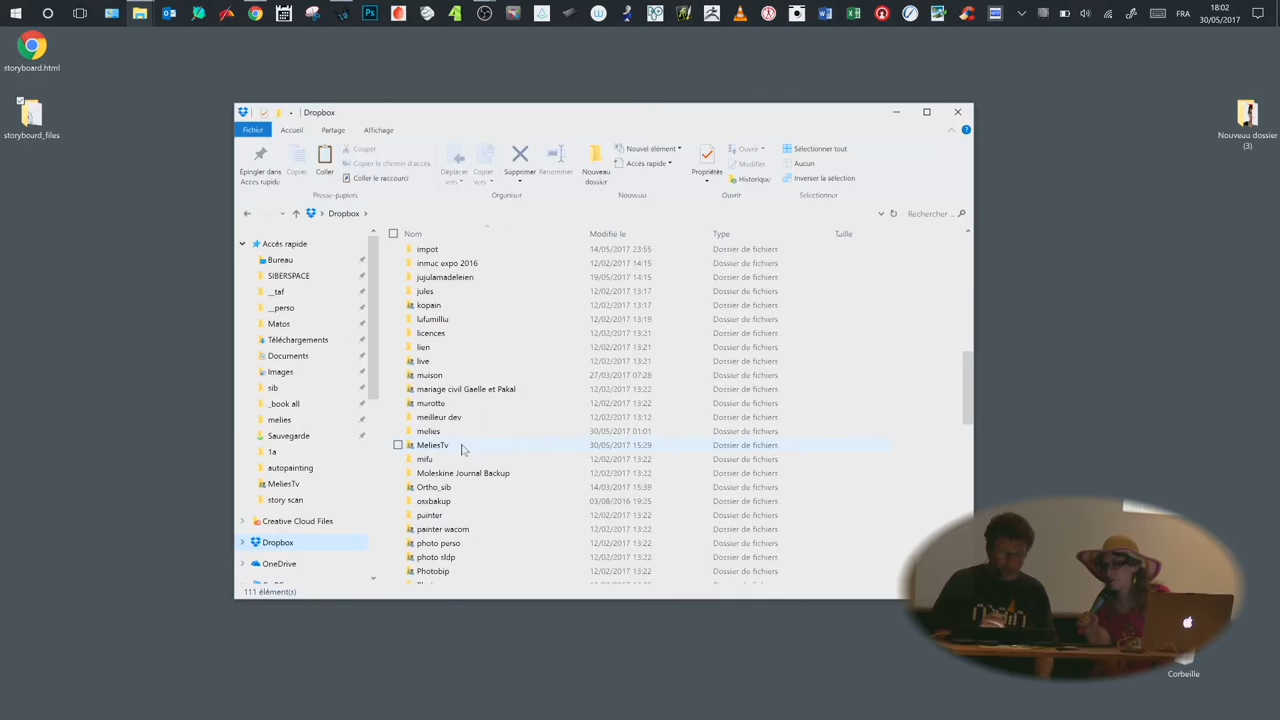 18:02
FR
30/05/2017
storyboard.html
storyboard_files
Nouveau dossier
(3)
Corbeille
Dropbox
Fichier
Accueil
Partage
Affichage
Épingler dans
Accès rapide
Copier
Coller
Couper
Copier le chemin d'accès
Coller le raccourci
Presse-papiers
Déplacer
vers
Copier
vers
Supprimer
Renommer
Organiser
Nouveau
dossier
Nouvel élément
Accès rapide
Nouveau
Propriétés
Ouvrir
Modifier
Historique
Ouvrir
Sélectionner tout
Aucun
Inverser la sélection
Sélectionner
Dropbox
Rechercher ...
Accès rapide
Bureau
SIBERSPACE
__taf
__perso
Matos
Téléchargements
Documents
Images
sib
_book all
melies
Sauvegarde
1a
autopainting
MeliesTv
story scan
Creative Cloud Files
Dropbox
OneDrive
Nom Modifié le Type Taille
impot 14/05/2017 23:55 Dossier de fichiers
inmac expo 2016 12/02/2017 14:15 Dossier de fichiers
jujulamadeleien 19/05/2017 14:15 Dossier de fichiers
jules 12/02/2017 13:17 Dossier de fichiers
kopain 12/02/2017 13:17 Dossier de fichiers
lafamillia 12/02/2017 13:19 Dossier de fichiers
licences 12/02/2017 13:21 Dossier de fichiers
lien 12/02/2017 13:21 Dossier de fichiers
live 12/02/2017 13:21 Dossier de fichiers
maison 27/03/2017 07:28 Dossier de fichiers
mariage civil Gaelle et Pakal 12/02/2017 13:22 Dossier de fichiers
marotte 12/02/2017 13:22 Dossier de fichiers
meilleur dev 12/02/2017 13:12 Dossier de fichiers
melies 30/05/2017 01:01 Dossier de fichiers
MeliesTv 30/05/2017 15:29 Dossier de fichiers
mifa 12/02/2017 13:22 Dossier de fichiers
Moleskine Journal Backup 12/02/2017 13:22 Dossier de fichiers
Ortho_sib 14/03/2017 15:39 Dossier de fichiers
osxbakup 03/08/2016 19:25 Dossier de fichiers
painter 12/02/2017 13:22 Dossier de fichiers
painter wacom 12/02/2017 13:22 Dossier de fichiers
photo perso 12/02/2017 13:22 Dossier de fichiers
photo sldp 12/02/2017 13:22 Dossier de fichiers
Photobip 12/02/2017 13:22 Dossier de fichiers
111 élément(s)